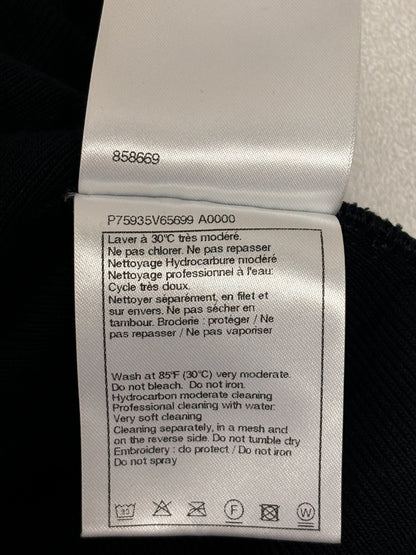 858669
P75935V65699 A0000
Laver à 30°C très modéré.
Ne pas chlorer. Ne pas repasser
Nettoyage Hydrocarbure modéré
Nettoyage professionnel à l'eau:
Cycle très doux.
Nettoyer séparément, en filet et
sur envers. Ne pas sécher en
tambour. Broderie : protéger / Ne
pas repasser / Ne pas vaporiser
Wash at 85°F (30°C) very moderate.
Do not bleach. Do not iron.
Hydrocarbon moderate cleaning
Professional cleaning with water:
Very soft cleaning
Cleaning separately, in a mesh and
on the reverse side. Do not tumble dry
Embroidery : do protect / Do not iron
Do not spray
30 F W